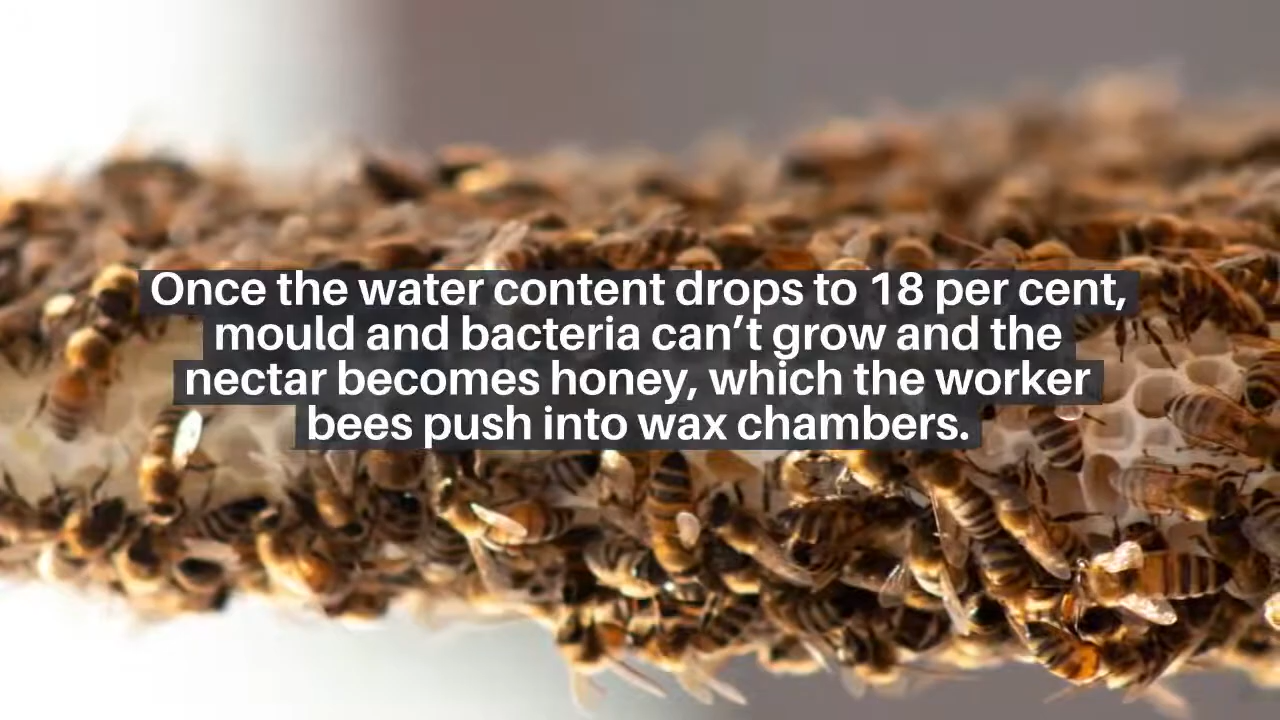 Once the water content drops to 18 per cent,
mould and bacteria can’t grow and the
nectar becomes honey, which the worker
bees push into wax chambers.